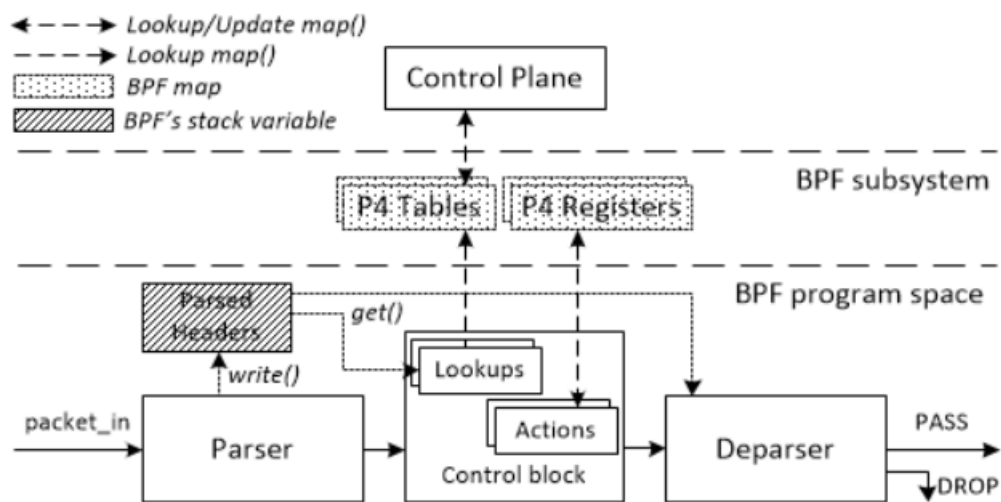 Lookup/Update map()
Lookup map()
BPF map
BPF's stack variable
Control Plane
BPF subsystem
P4 Tables
P4 Registers
BPF program space
Parsed
Headers
get()
write()
Lookups
packet_in
Parser
Actions
Control block
Deparser
PASS
DROP